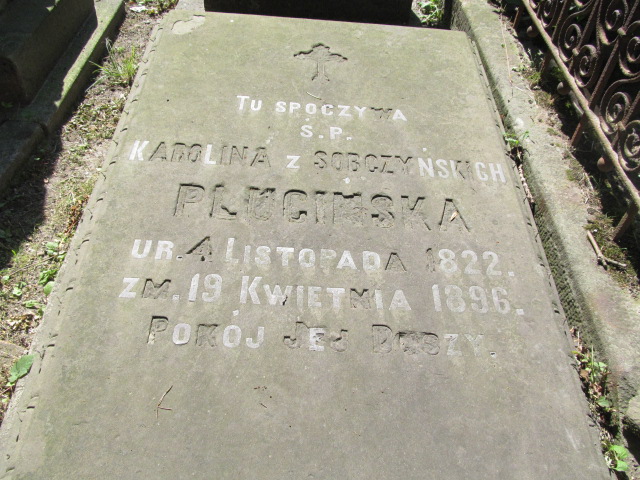 TU SPOCZYWA
Ś.P.
KAROLINA Z SOBCZYŃSKICH
PŁUCIŃSKA
UR. 4 LISTOPADA 1822.
ZM. 19 KWIETNIA 1896.
POKÓJ JEJ DUSZY.